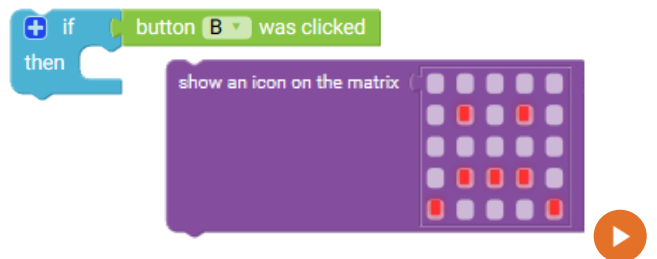 if button B was clicked
then
show an icon on the matrix